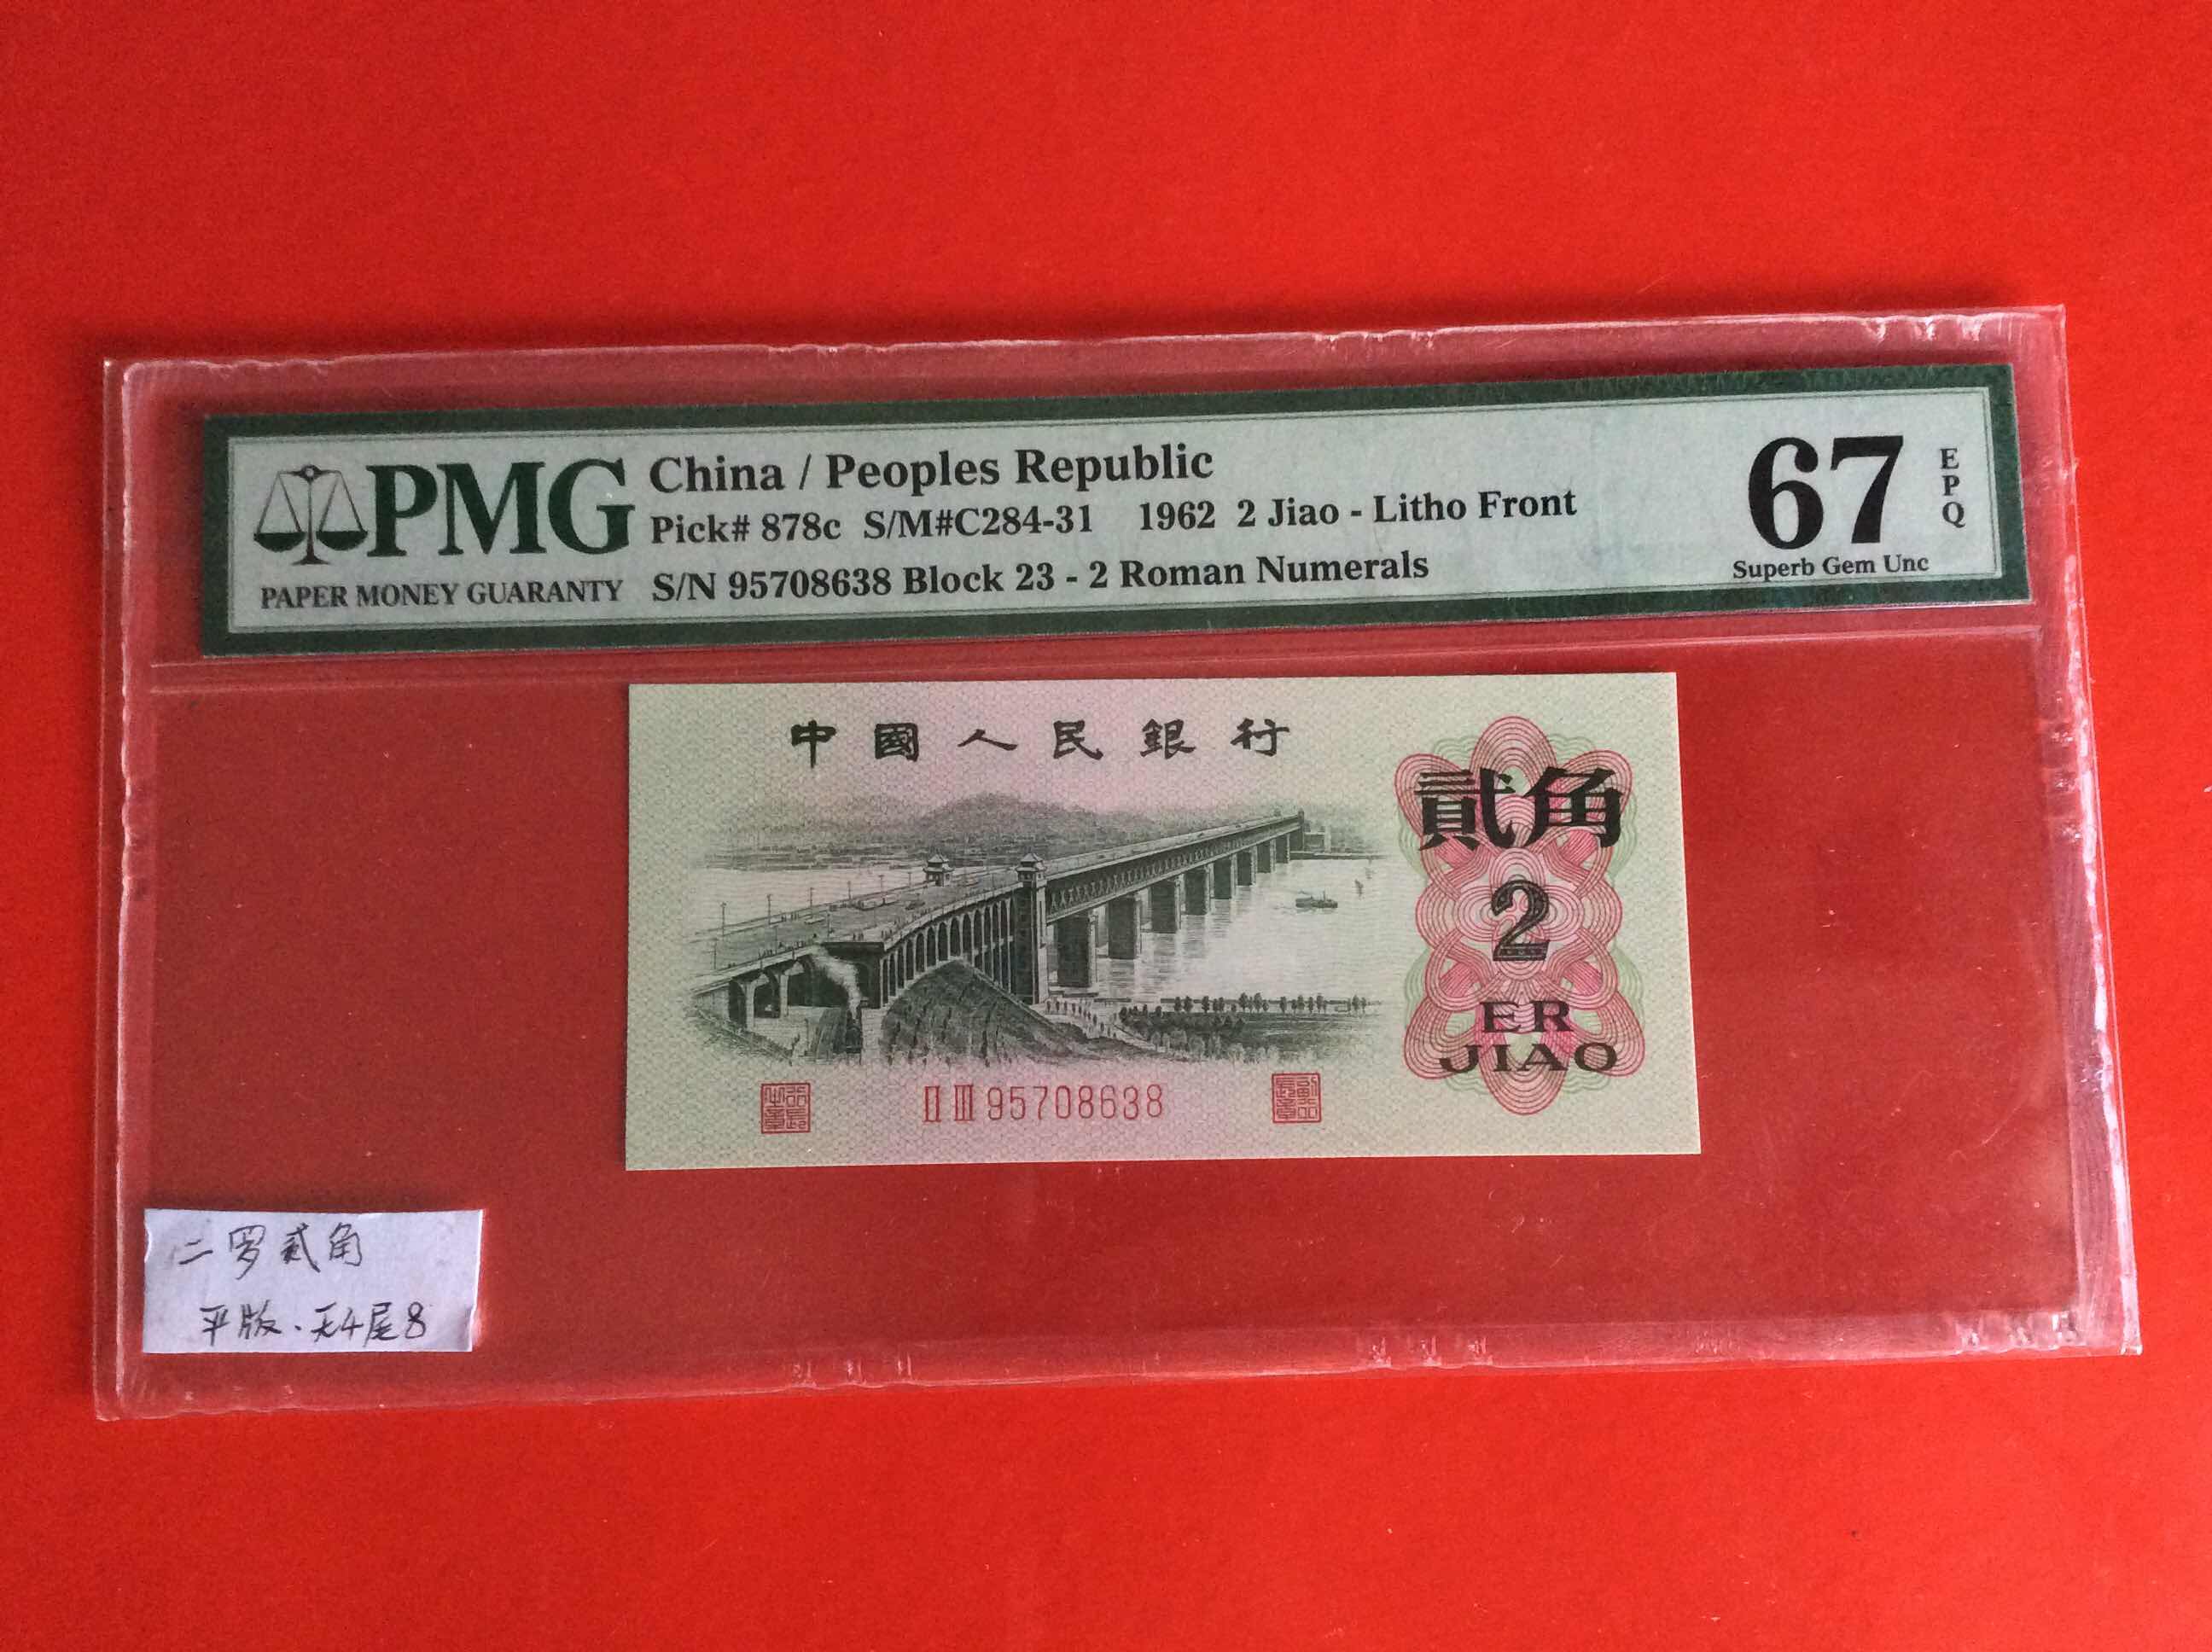 PMG
PAPER MONEY GUARANTY
China / Peoples Republic
Pick# 878c S/M#C284-31 1962 2 Jiao - Litho Front
S/N 95708638 Block 23 - 2 Roman Numerals
67
EPQ
Superb Gem Unc
中國人民銀行
貳角
2
ER
JIAO
II III 95708638
二罗贰角
平版、无4尾8